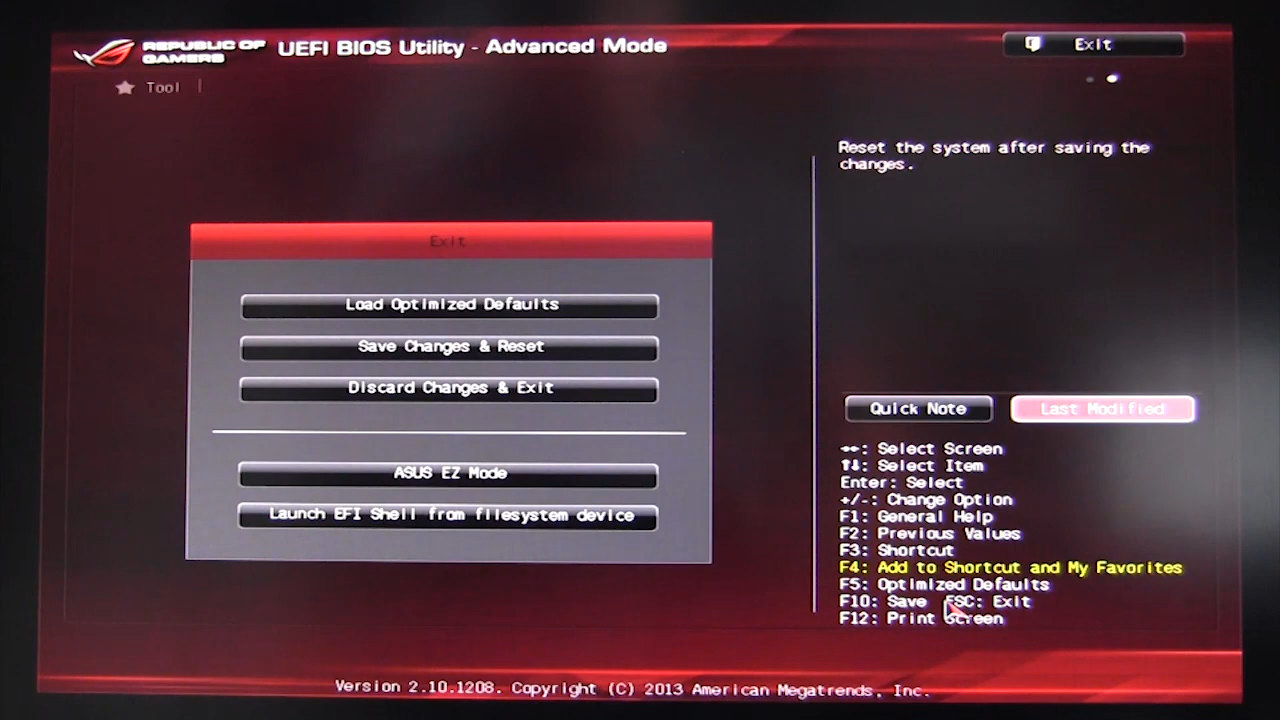 REPUBLIC OF
GAMERS
UEFI BIOS Utility - Advanced Mode
Exit
Tool
Reset the system after saving the
changes.
Exit
Load Optimized Defaults
Save Changes & Reset
Discard Changes & Exit
ASUS EZ Mode
Launch EFI Shell from filesystem device
Quick Note
Last Modified
→←: Select Screen
↑↓: Select Item
Enter: Select
+/-: Change Option
F1: General Help
F2: Previous Values
F3: Shortcut
F4: Add to Shortcut and My Favorites
F5: Optimized Defaults
F10: Save ESC: Exit
F12: Print Screen
Version 2.10.1208. Copyright (C) 2013 American Megatrends, Inc.